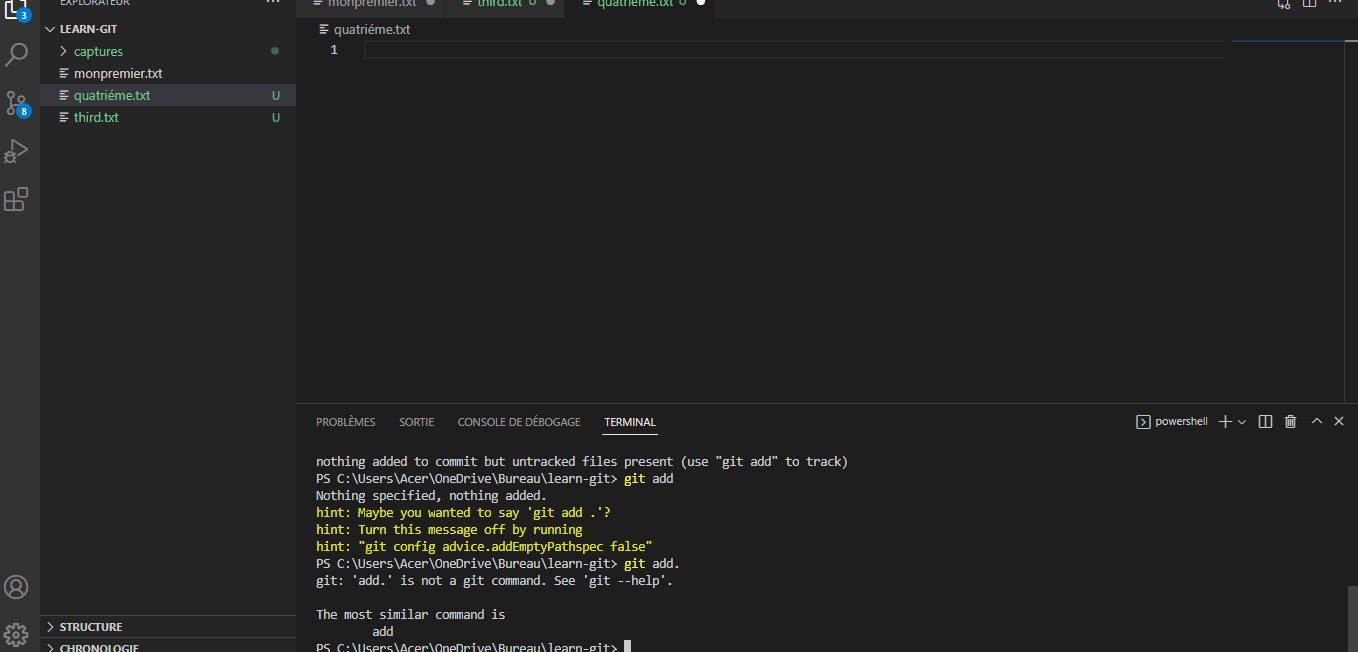 3
EXPLORATEUR
LEARN-GIT
captures
monpremier.txt
quatriéme.txt U
third.txt U
8
STRUCTURE
CHRONOLOGIE
monpremier.txt
third.txt U
quatriéme.txt U
quatriéme.txt
1
PROBLÈMES SORTIE CONSOLE DE DÉBOGAGE TERMINAL
powershell
nothing added to commit but untracked files present (use "git add" to track)
PS C:\Users\Acer\OneDrive\Bureau\learn-git> git add
Nothing specified, nothing added.
hint: Maybe you wanted to say 'git add .'?
hint: Turn this message off by running
hint: "git config advice.addEmptyPathspec false"
PS C:\Users\Acer\OneDrive\Bureau\learn-git> git add.
git: 'add.' is not a git command. See 'git --help'.
The most similar command is
add
PS C:\Users\Acer\OneDrive\Bureau\learn-git>